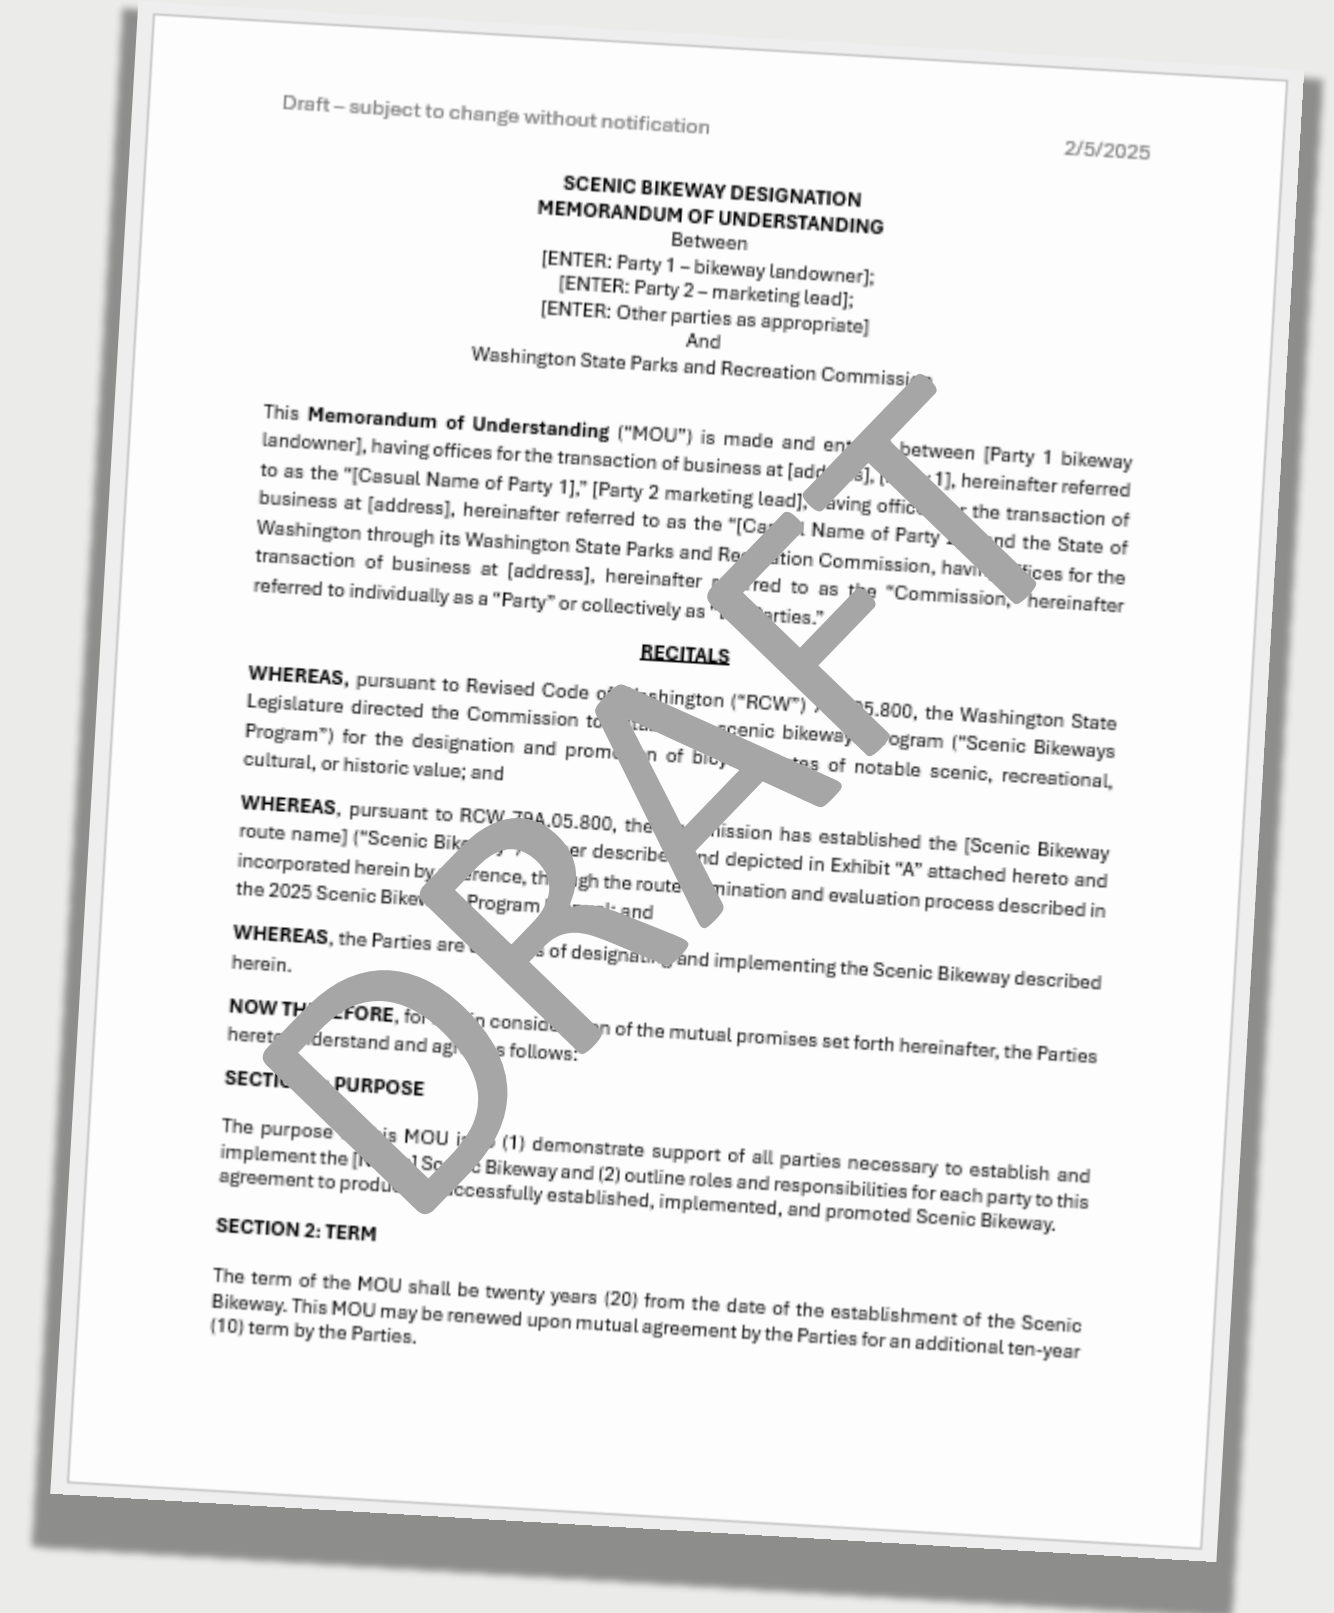 Draft – subject to change without notification
2/5/2025
SCENIC BIKEWAY DESIGNATION
MEMORANDUM OF UNDERSTANDING
Between
[ENTER: Party 1 – bikeway landowner];
[ENTER: Party 2 – marketing lead];
[ENTER: Other parties as appropriate]
And
Washington State Parks and Recreation Commission
This Memorandum of Understanding (“MOU”) is made and between [Party 1 bikeway
landowner], having offices for the transaction of business at [address], 1], hereinafter referred
to as the “[Casual Name of Party 1],” [Party 2 marketing lead], having offices the transaction of
business at [address], hereinafter referred to as the “[Casual Name of Party and the State of
Washington through its Washington State Parks and Recreation Commission, having offices for the
transaction of business at [address], hereinafter referred to as the “Commission,” hereinafter
referred to individually as a “Party” or collectively as “the Parties.”
RECITALS
WHEREAS, pursuant to Revised Code of Washington (“RCW”) 05.800, the Washington State
Legislature directed the Commission to scenic bikeways program (“Scenic Bikeways
Program”) for the designation and promotion of bicycle routes of notable scenic, recreational,
cultural, or historic value; and
WHEREAS, pursuant to RCW 79A.05.800, the Commission has established the [Scenic Bikeway
route name] (“Scenic Bikeway”), described and depicted in Exhibit “A” attached hereto and
incorporated herein by reference, through the route nomination and evaluation process described in
the 2025 Scenic Bikeways Program and
WHEREAS, the Parties are of designating and implementing the Scenic Bikeway described
herein.
NOW THEREFORE, for in consideration of the mutual promises set forth hereinafter, the Parties
hereto understand and agree as follows:
SECTION PURPOSE
The purpose of this MOU is to (1) demonstrate support of all parties necessary to establish and
implement the [Name] Scenic Bikeway and (2) outline roles and responsibilities for each party to this
agreement to produce successfully established, implemented, and promoted Scenic Bikeway.
SECTION 2: TERM
The term of the MOU shall be twenty years (20) from the date of the establishment of the Scenic
Bikeway. This MOU may be renewed upon mutual agreement by the Parties for an additional ten-year
(10) term by the Parties.
DRAFT